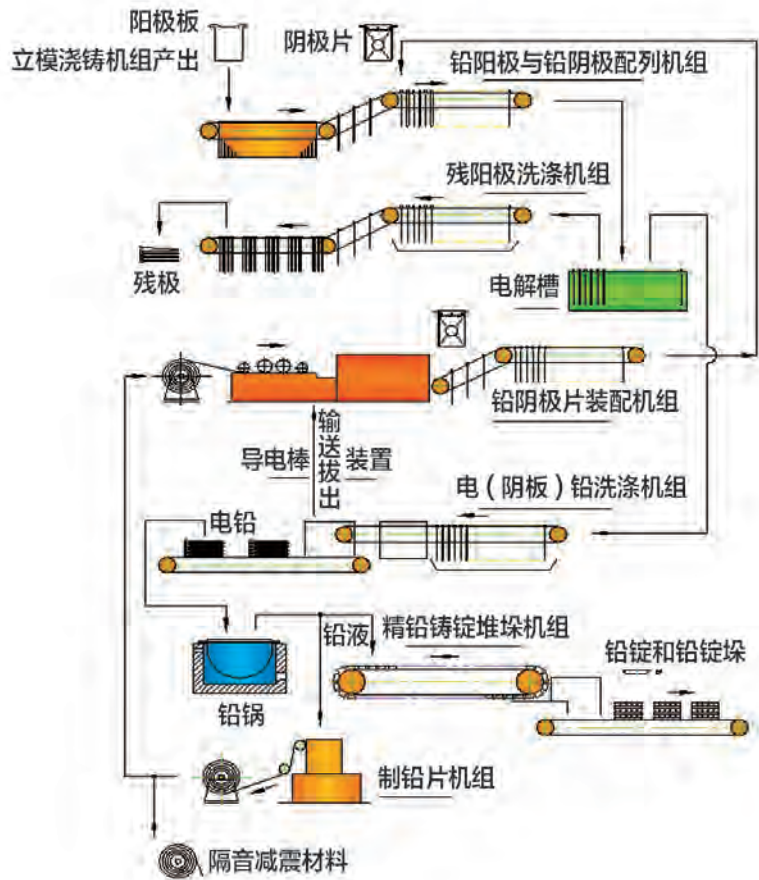 阳极板
立模浇铸机组产出
阴极片
铅阳极与铅阴极配列机组
残阳极洗涤机组
残极
电解槽
铅阴极片装配机组
导电棒
输送拔出
装置
电（阴板）铅洗涤机组
电铅
铅液
精铅铸锭堆垛机组
铅锭和铅锭垛
铅锅
制铅片机组
隔音减震材料